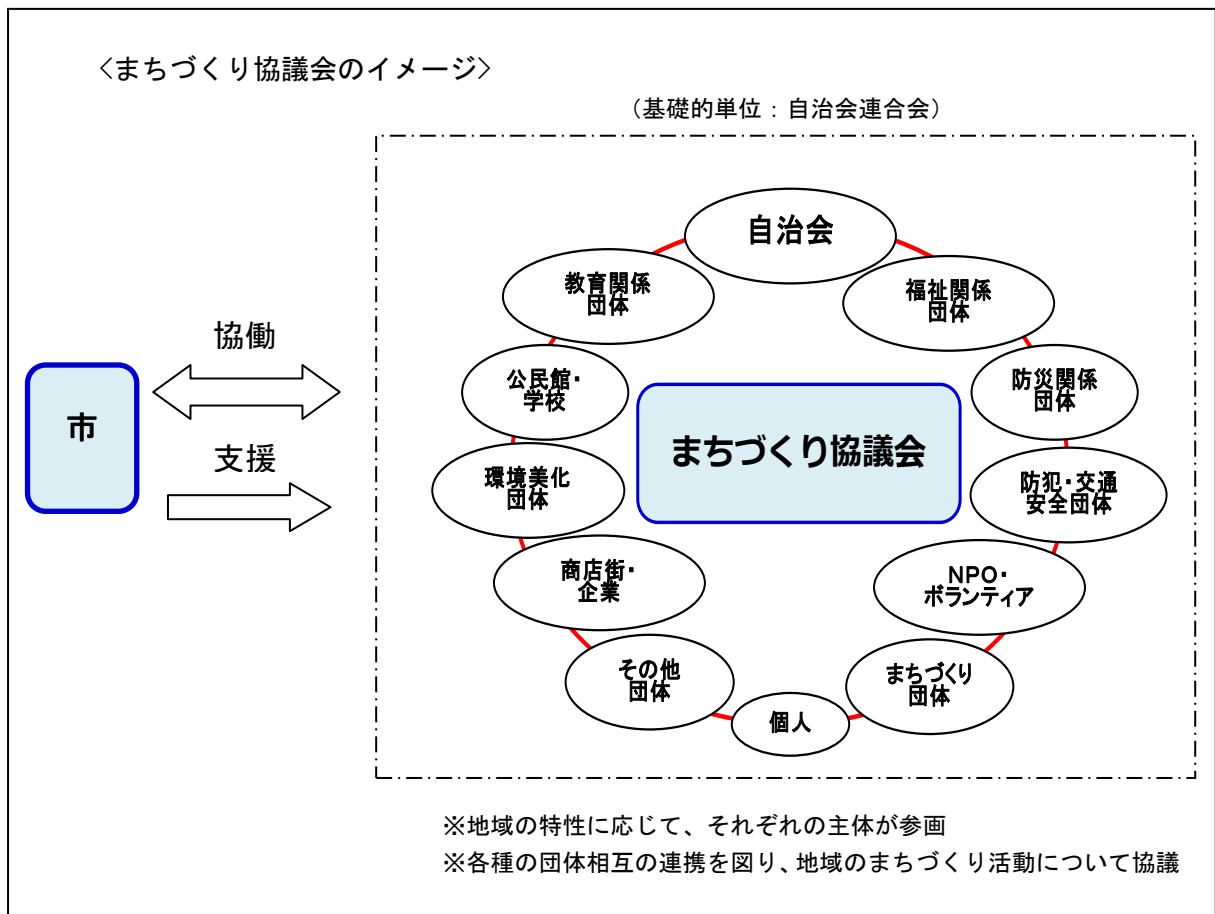 〈まちづくり協議会のイメージ〉
（基礎的単位：自治会連合会）
自治会
教育関係
団体
福祉関係
団体
公民館・
学校
防災関係
団体
協働
市
支援
まちづくり協議会
環境美化
団体
防犯・交通
安全団体
商店街・
企業
NPO・
ボランティア
その他
団体
まちづくり
団体
個人
※地域の特性に応じて、それぞれの主体が参画
※各種の団体相互の連携を図り、地域のまちづくり活動について協議